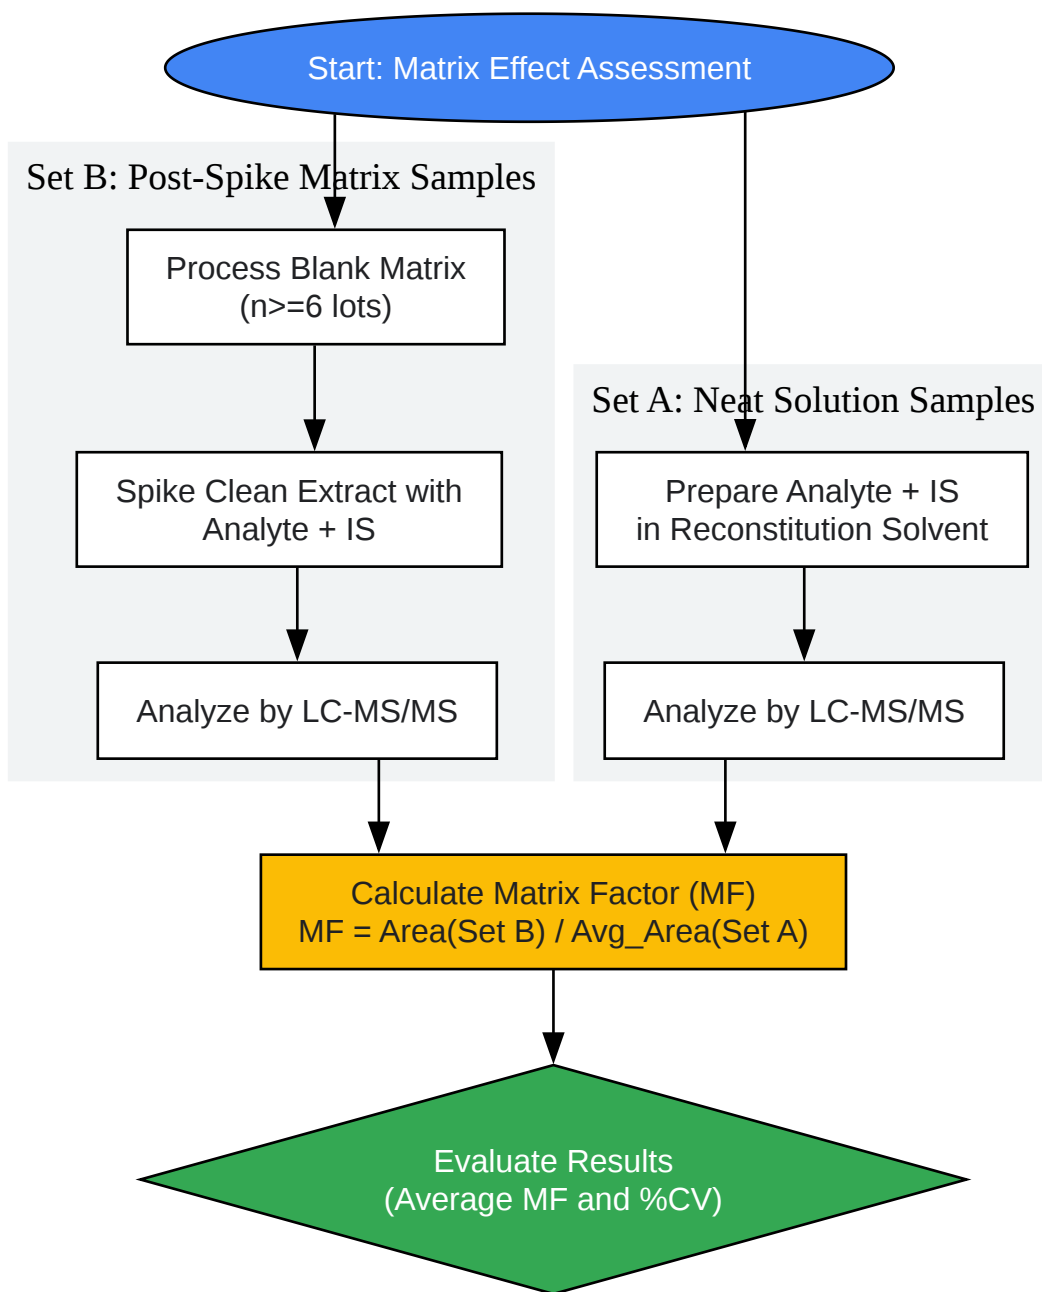 Start: Matrix Effect Assessment
Set B: Post-Spike Matrix Samples
Process Blank Matrix
(n>=6 lots)
Spike Clean Extract with
Analyte + IS
Analyze by LC-MS/MS
Set A: Neat Solution Samples
Prepare Analyte + IS
in Reconstitution Solvent
Analyze by LC-MS/MS
Calculate Matrix Factor (MF)
MF = Area(Set B) / Avg_Area(Set A)
Evaluate Results
(Average MF and %CV)